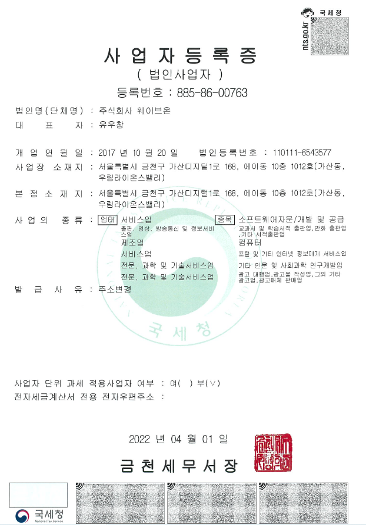 국세청
nts.go.kr
사업자등록증
( 법인사업자 )
등록번호 : 885-86-00763
법인명(단체명) : 주식회사 웨이브온
대 표 자 : 유우창
개 업 연 월 일 : 2017 년 10 월 20 일 법인등록번호 : 110111-6543577
사업장 소재지 : 서울특별시 금천구 가산디지털1로 168, 에이동 10층 1012호(가산동,
우림라이온스밸리)
본 점 소 재 지 : 서울특별시 금천구 가산디지털1로 168, 에이동 10층 1012호(가산동,
우림라이온스밸리)
사 업 의 종 류 : 업태 서비스업 종목 소프트웨어자문/개발 및 공급
출판, 영상, 방송통신 및 정보서비스업 교과서 및 학습서적 출판업,만화 출판업,기타 서적출판업
제조업 컴퓨터
서비스업 포털 및 기타 인터넷 정보매개 서비스업
전문, 과학 및 기술서비스업 기타 인문 및 사회과학 연구개발업
전문, 과학 및 기술서비스업 광고 대행업,광고물 작성업,그외 기타 광고업,광고매체 판매업
발 급 사 유 : 주소변경
국세청
사업자 단위 과세 적용사업자 여부 : 여( ) 부(∨)
전자세금계산서 전용 전자우편주소 :
2022 년 04 월 01 일
금천세무서장
국세청